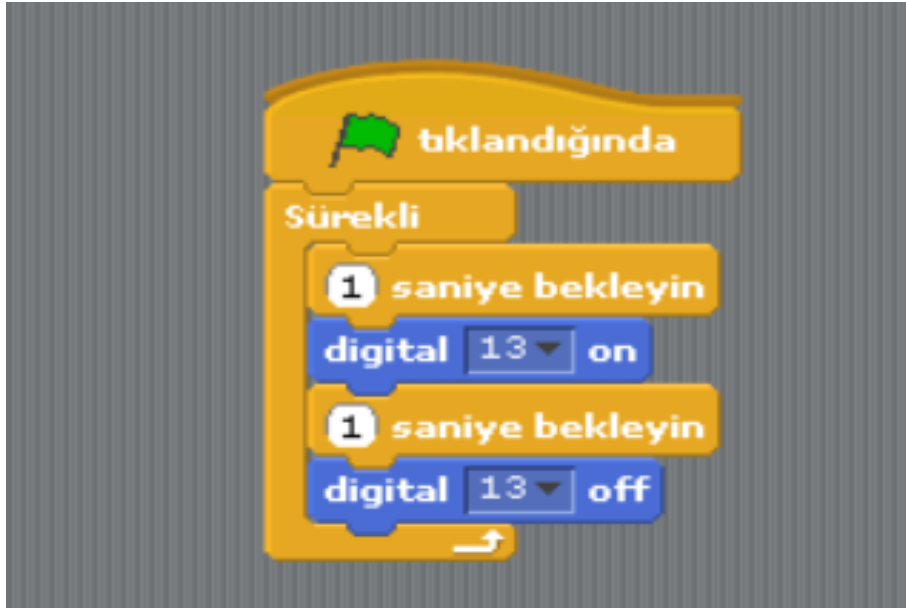 tıklandığında
Sürekli
1 saniye bekleyin
digital 13 on
1 saniye bekleyin
digital 13 off